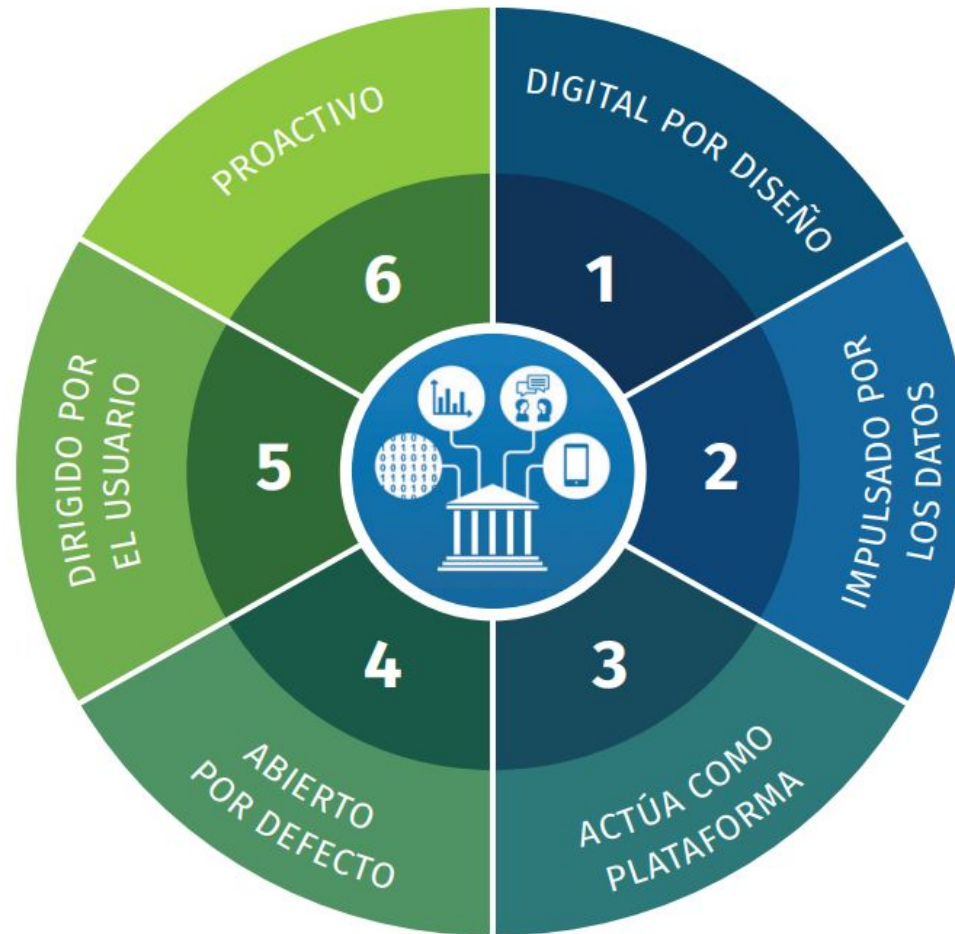 DIGITAL POR DISEÑO
1
IMPULSADO POR
LOS DATOS
2
ACTÚA COMO
PLATAFORMA
3
ABIERTO
POR DEFECTO
4
DIRIGIDO POR
EL USUARIO
5
PROACTIVO
6